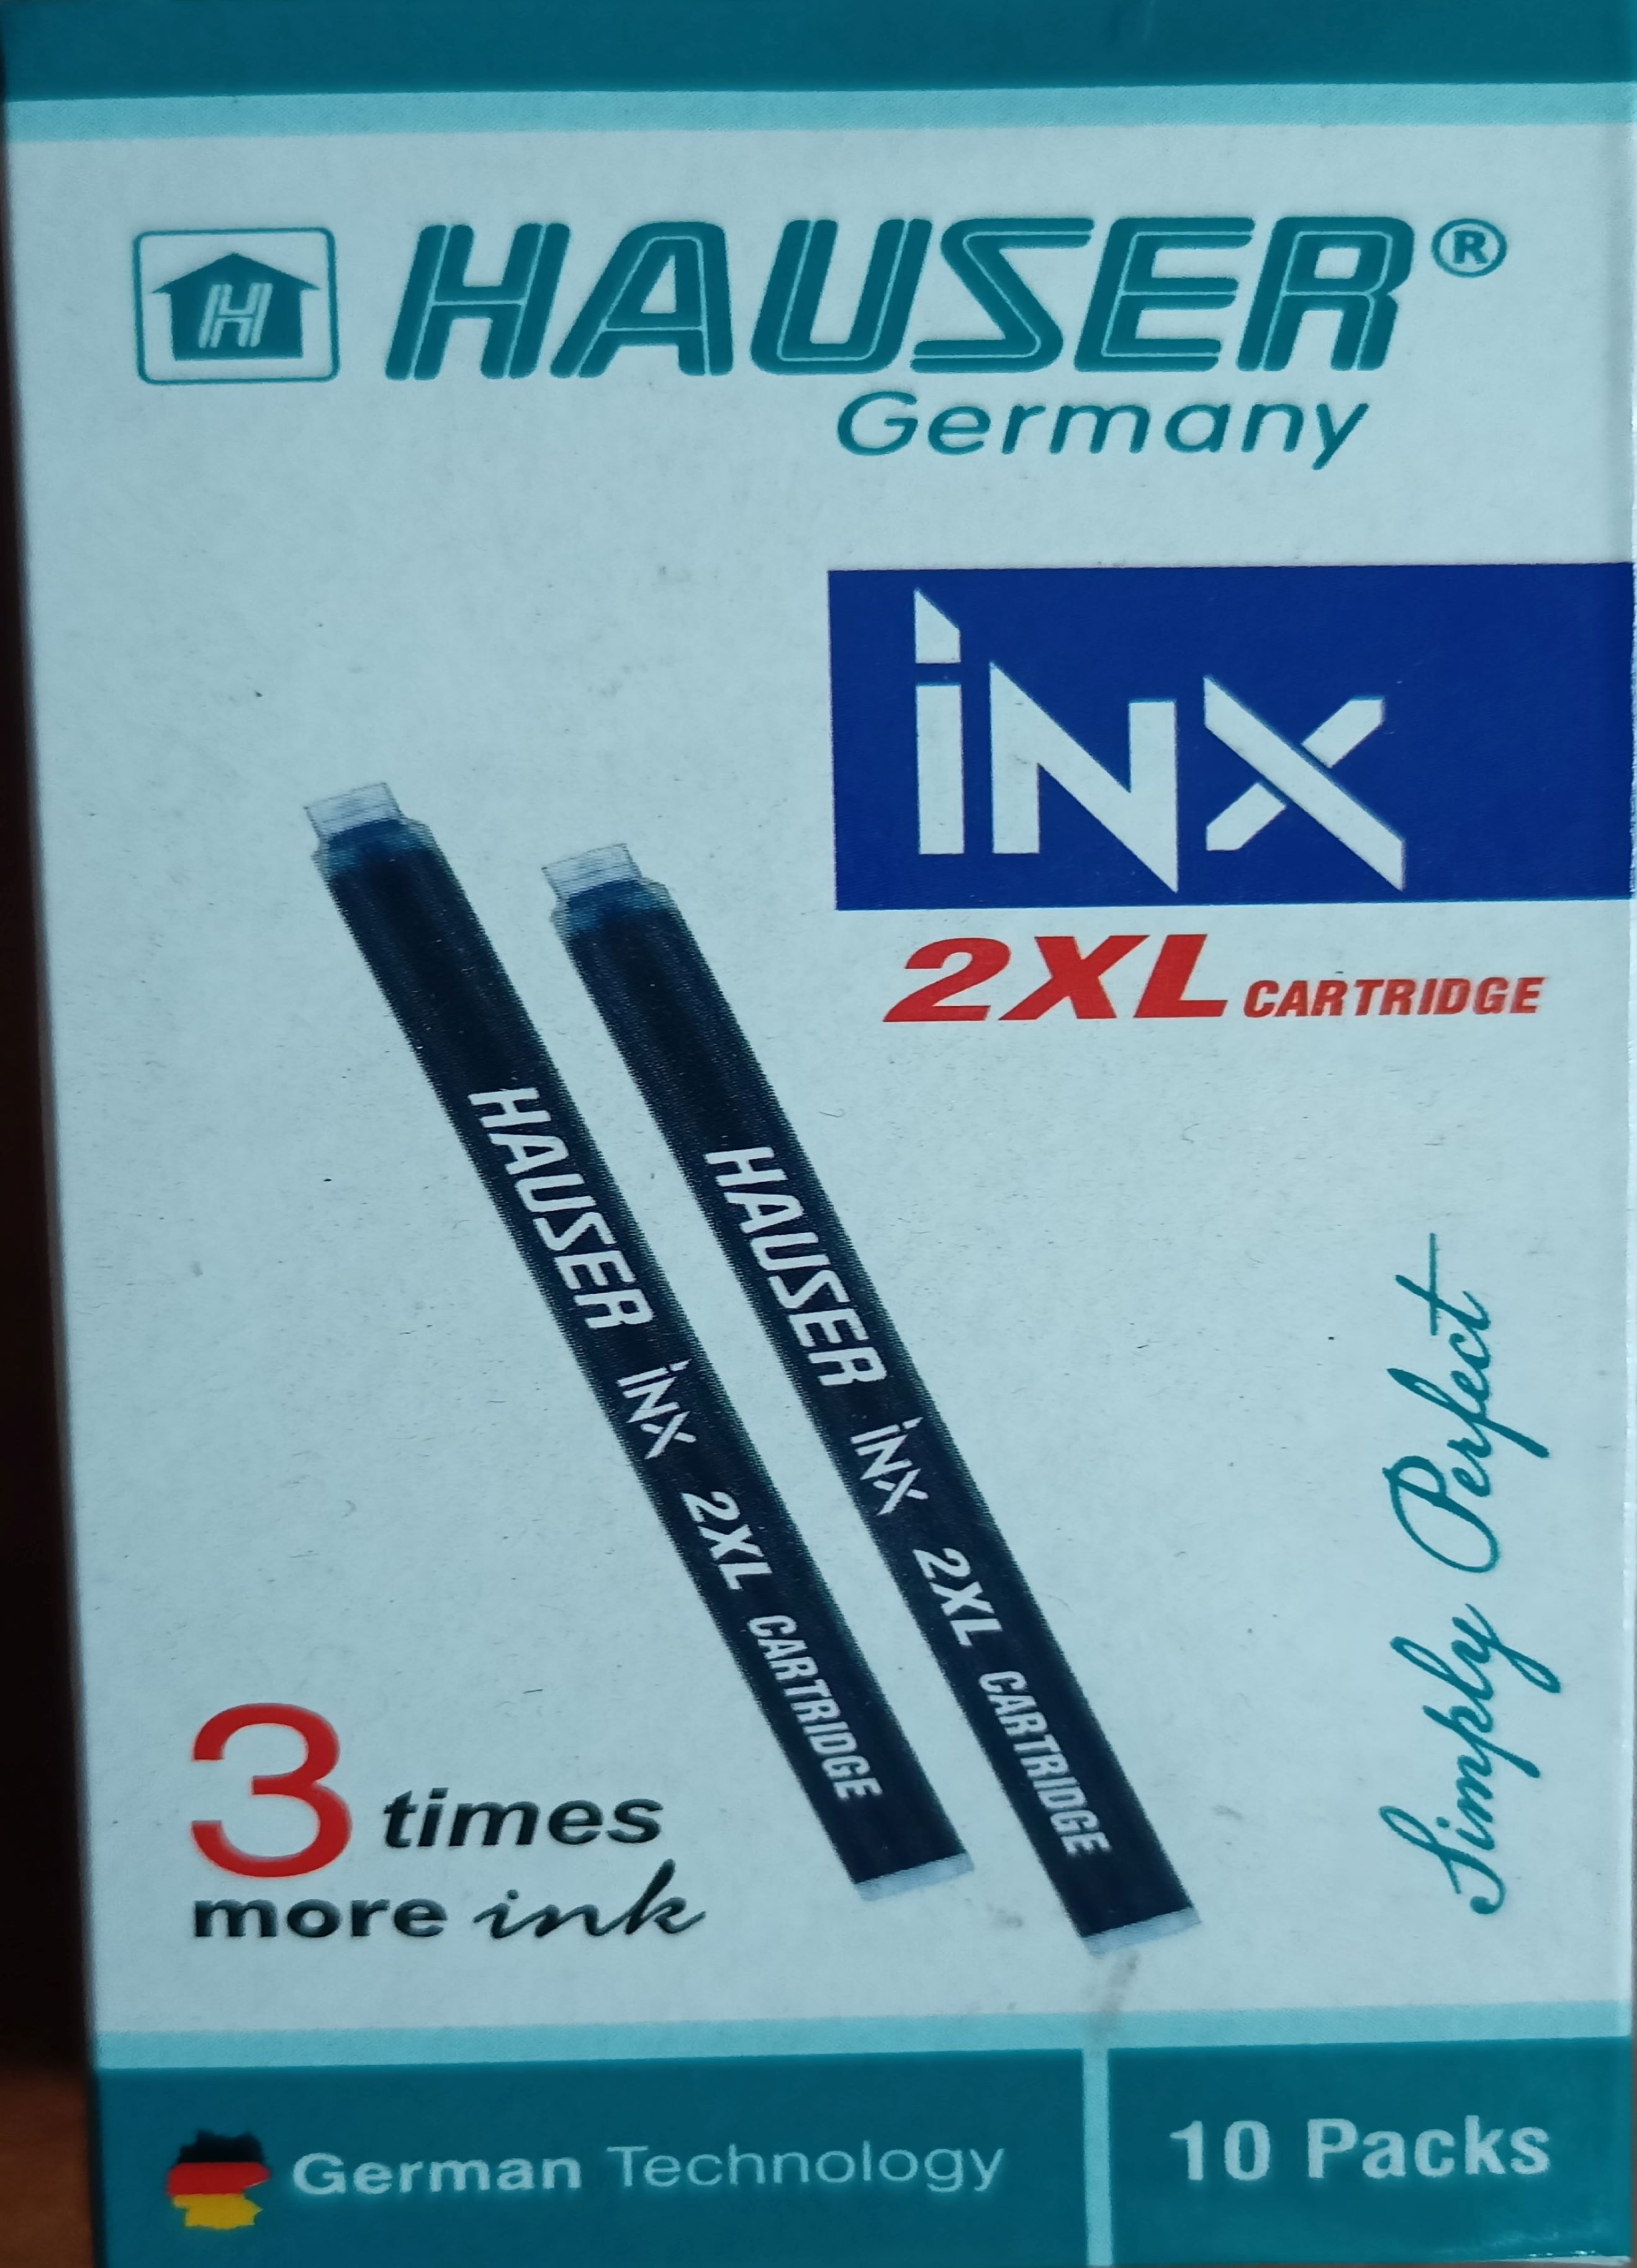 H
HAUSER®
Germany
iNX
2XL CARTRIDGE
HAUSER iNX 2XL CARTRIDGE
HAUSER iNX 2XL CARTRIDGE
Simply Perfect
3 times
more ink
German Technology
10 Packs